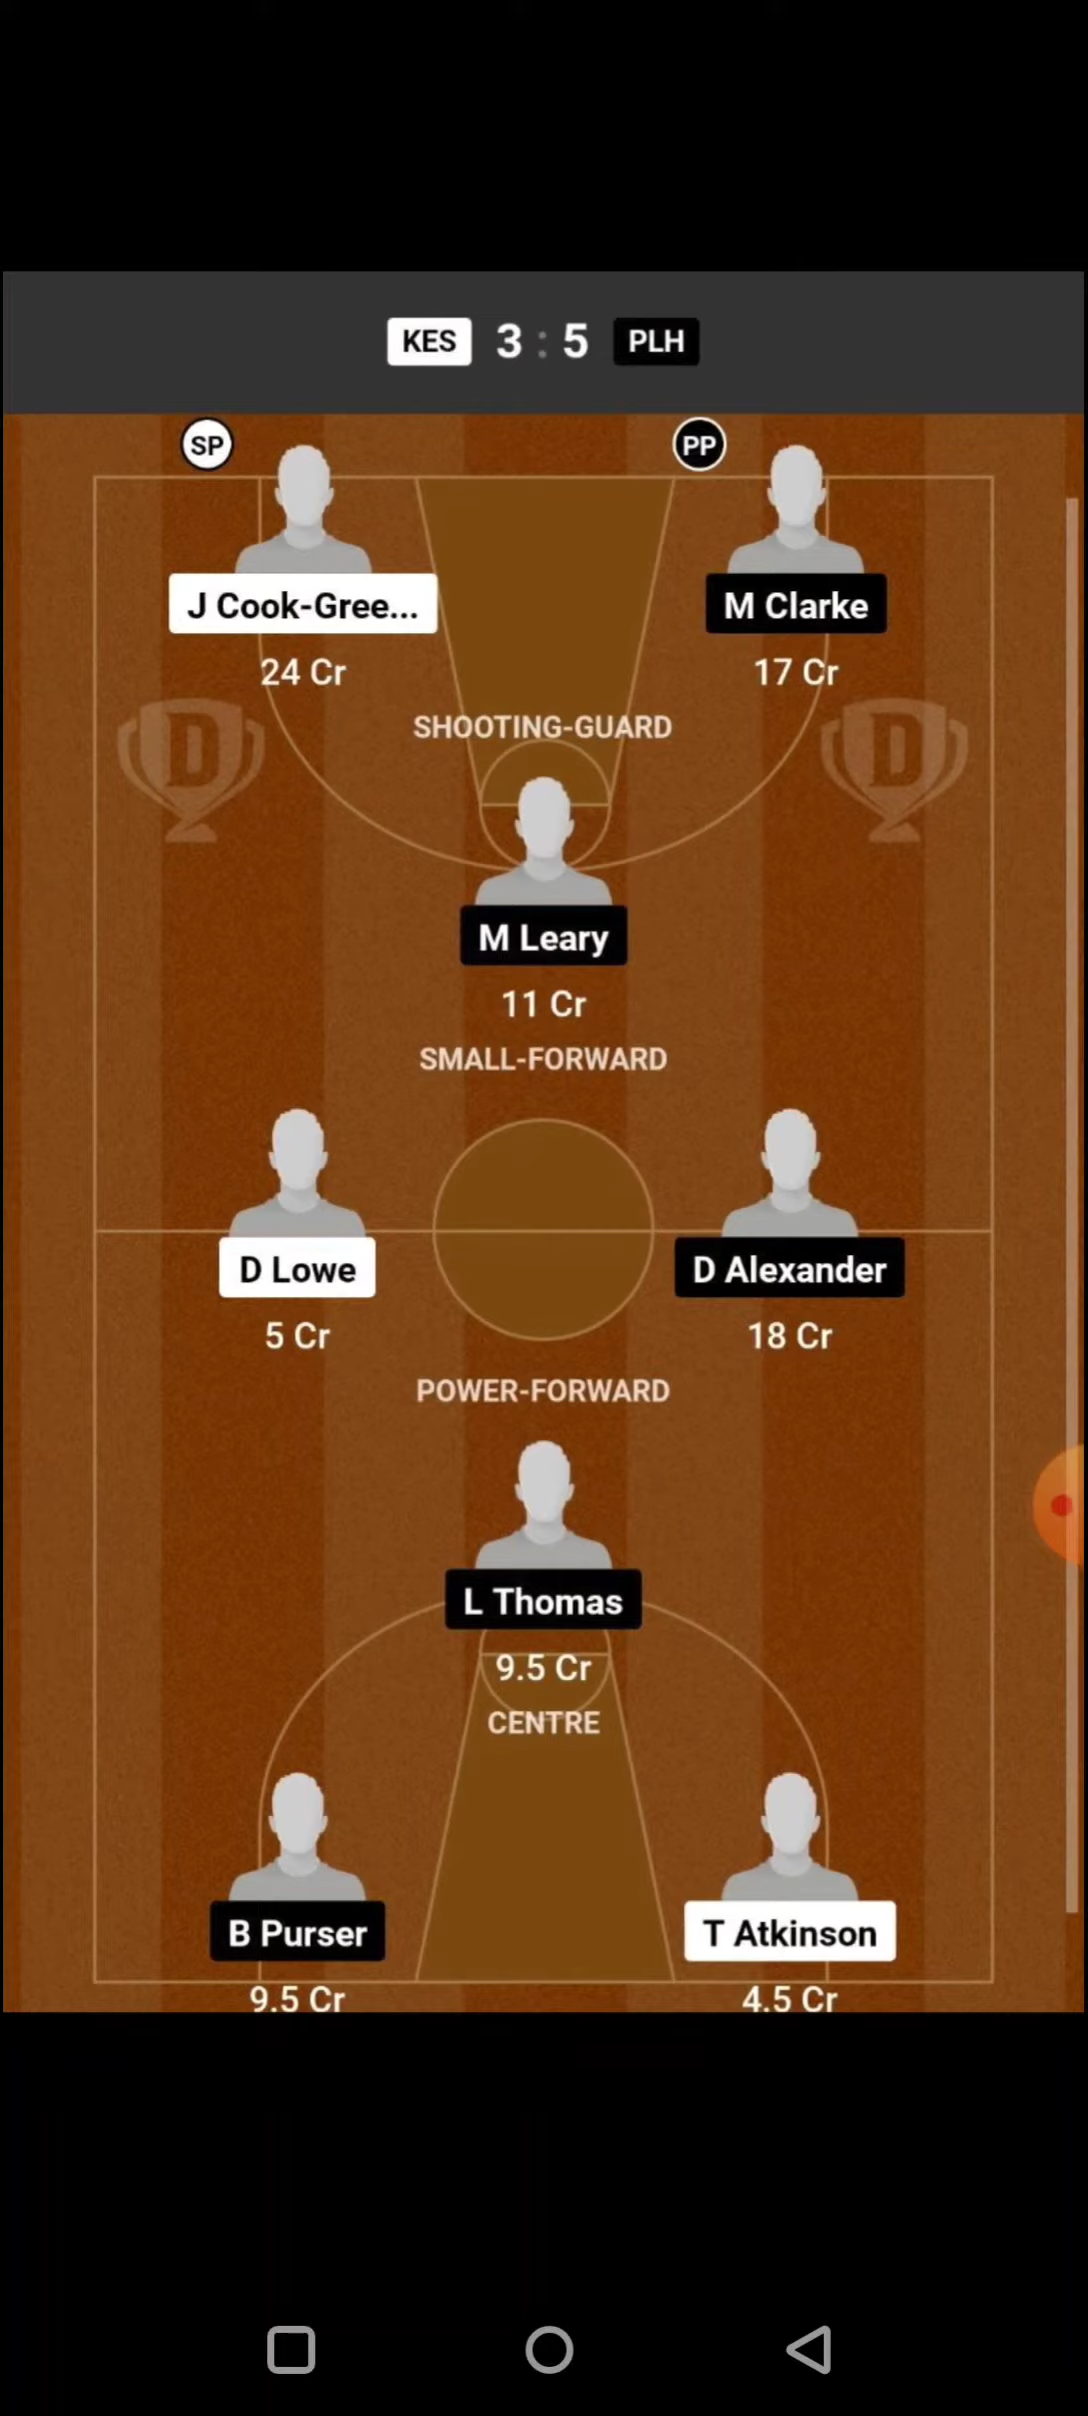 KES 3 : 5 PLH
SP PP
J Cook-Gree... M Clarke
24 Cr 17 Cr
SHOOTING-GUARD
D D
M Leary
11 Cr
SMALL-FORWARD
D Lowe D Alexander
5 Cr 18 Cr
POWER-FORWARD
L Thomas
9.5 Cr
CENTRE
B Purser T Atkinson
9.5 Cr 4.5 Cr